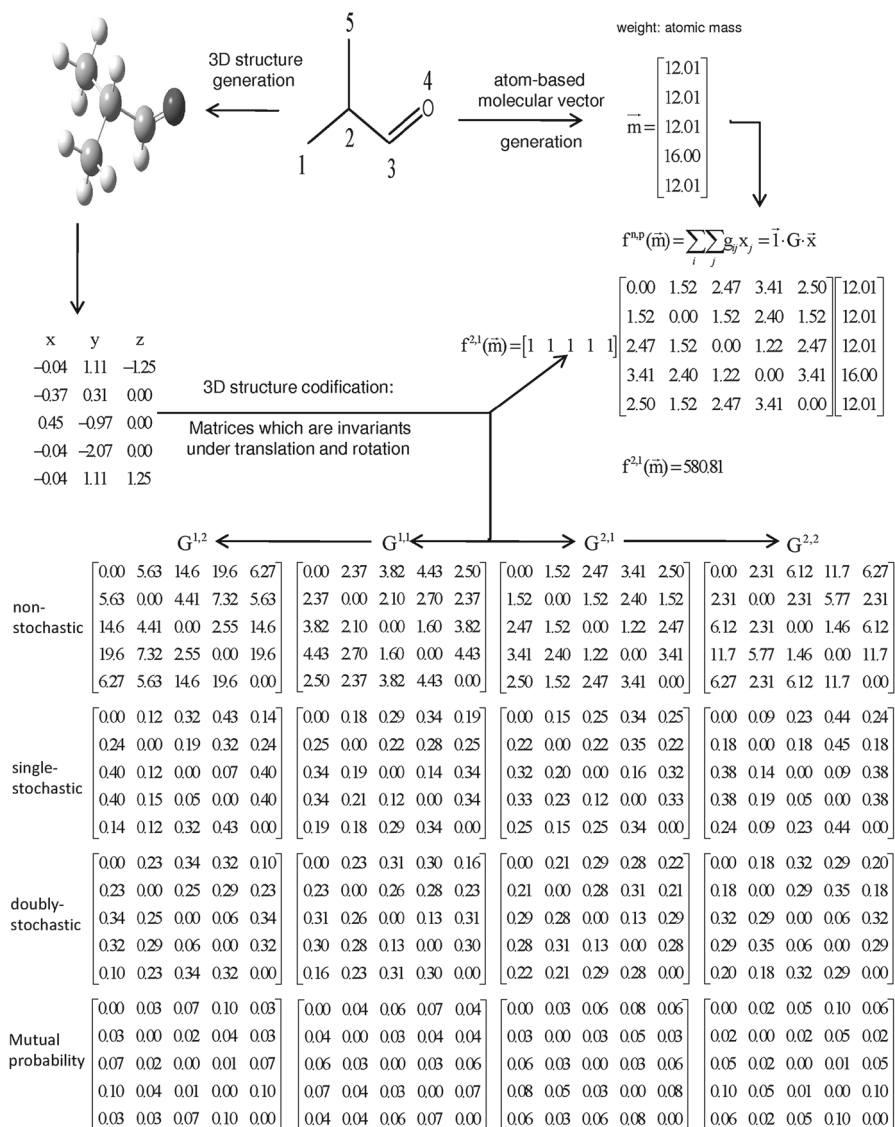 weight: atomic mass
5
3D structure
generation
4
O
2
1
3
atom-based
molecular vector
generation
m⃗ = [12.01
12.01
12.01
16.00
12.01]
fⁿ,ᵖ(m⃗) = ∑ᵢ ∑ⱼ gᵢⱼxⱼ = 1⃗·G·x⃗
f²,¹(m⃗) = [1 1 1 1 1]
0.00 1.52 2.47 3.41 2.50 12.01
1.52 0.00 1.52 2.40 1.52 12.01
2.47 1.52 0.00 1.22 2.47 12.01
3.41 2.40 1.22 0.00 3.41 16.00
2.50 1.52 2.47 3.41 0.00 12.01
f²,¹(m⃗) = 580.81
x y z
−0.04 1.11 −1.25
−0.37 0.31 0.00
0.45 −0.97 0.00
−0.04 −2.07 0.00
−0.04 1.11 1.25
3D structure codification:
Matrices which are invariants
under translation and rotation
G¹,² G¹,¹ G²,¹ G²,²
non-
stochastic
0.00 5.63 14.6 19.6 6.27 0.00 2.37 3.82 4.43 2.50 0.00 1.52 2.47 3.41 2.50 0.00 2.31 6.12 11.7 6.27
5.63 0.00 4.41 7.32 5.63 2.37 0.00 2.10 2.70 2.37 1.52 0.00 1.52 2.40 1.52 2.31 0.00 2.31 5.77 2.31
14.6 4.41 0.00 2.55 14.6 3.82 2.10 0.00 1.60 3.82 2.47 1.52 0.00 1.22 2.47 6.12 2.31 0.00 1.46 6.12
19.6 7.32 2.55 0.00 19.6 4.43 2.70 1.60 0.00 4.43 3.41 2.40 1.22 0.00 3.41 11.7 5.77 1.46 0.00 11.7
6.27 5.63 14.6 19.6 0.00 2.50 2.37 3.82 4.43 0.00 2.50 1.52 2.47 3.41 0.00 6.27 2.31 6.12 11.7 0.00
single-
stochastic
0.00 0.12 0.32 0.43 0.14 0.00 0.18 0.29 0.34 0.19 0.00 0.15 0.25 0.34 0.25 0.00 0.09 0.23 0.44 0.24
0.24 0.00 0.19 0.32 0.24 0.25 0.00 0.22 0.28 0.25 0.22 0.00 0.22 0.35 0.22 0.18 0.00 0.18 0.45 0.18
0.40 0.12 0.00 0.07 0.40 0.34 0.19 0.00 0.14 0.34 0.32 0.20 0.00 0.16 0.32 0.38 0.14 0.00 0.09 0.38
0.40 0.15 0.05 0.00 0.40 0.34 0.21 0.12 0.00 0.34 0.33 0.23 0.12 0.00 0.33 0.38 0.19 0.05 0.00 0.38
0.14 0.12 0.32 0.43 0.00 0.19 0.18 0.29 0.34 0.00 0.25 0.15 0.25 0.34 0.00 0.24 0.09 0.23 0.44 0.00
doubly-
stochastic
0.00 0.23 0.34 0.32 0.10 0.00 0.23 0.31 0.30 0.16 0.00 0.21 0.29 0.28 0.22 0.00 0.18 0.32 0.29 0.20
0.23 0.00 0.25 0.29 0.23 0.23 0.00 0.26 0.28 0.23 0.21 0.00 0.28 0.31 0.21 0.18 0.00 0.29 0.35 0.18
0.34 0.25 0.00 0.06 0.34 0.31 0.26 0.00 0.13 0.31 0.29 0.28 0.00 0.13 0.29 0.32 0.29 0.00 0.06 0.32
0.32 0.29 0.06 0.00 0.32 0.30 0.28 0.13 0.00 0.30 0.28 0.31 0.13 0.00 0.28 0.29 0.35 0.06 0.00 0.29
0.10 0.23 0.34 0.32 0.00 0.16 0.23 0.31 0.30 0.00 0.22 0.21 0.29 0.28 0.00 0.20 0.18 0.32 0.29 0.00
Mutual
probability
0.00 0.03 0.07 0.10 0.03 0.00 0.04 0.06 0.07 0.04 0.00 0.03 0.06 0.08 0.06 0.00 0.02 0.05 0.10 0.06
0.03 0.00 0.02 0.04 0.03 0.04 0.00 0.03 0.04 0.04 0.03 0.00 0.03 0.05 0.03 0.02 0.00 0.02 0.05 0.02
0.07 0.02 0.00 0.01 0.07 0.06 0.03 0.00 0.03 0.06 0.06 0.03 0.00 0.03 0.06 0.05 0.02 0.00 0.01 0.05
0.10 0.04 0.01 0.00 0.10 0.07 0.04 0.03 0.00 0.07 0.08 0.05 0.03 0.00 0.08 0.10 0.05 0.01 0.00 0.10
0.03 0.03 0.07 0.10 0.00 0.04 0.04 0.06 0.07 0.00 0.06 0.03 0.06 0.08 0.00 0.06 0.02 0.05 0.10 0.00